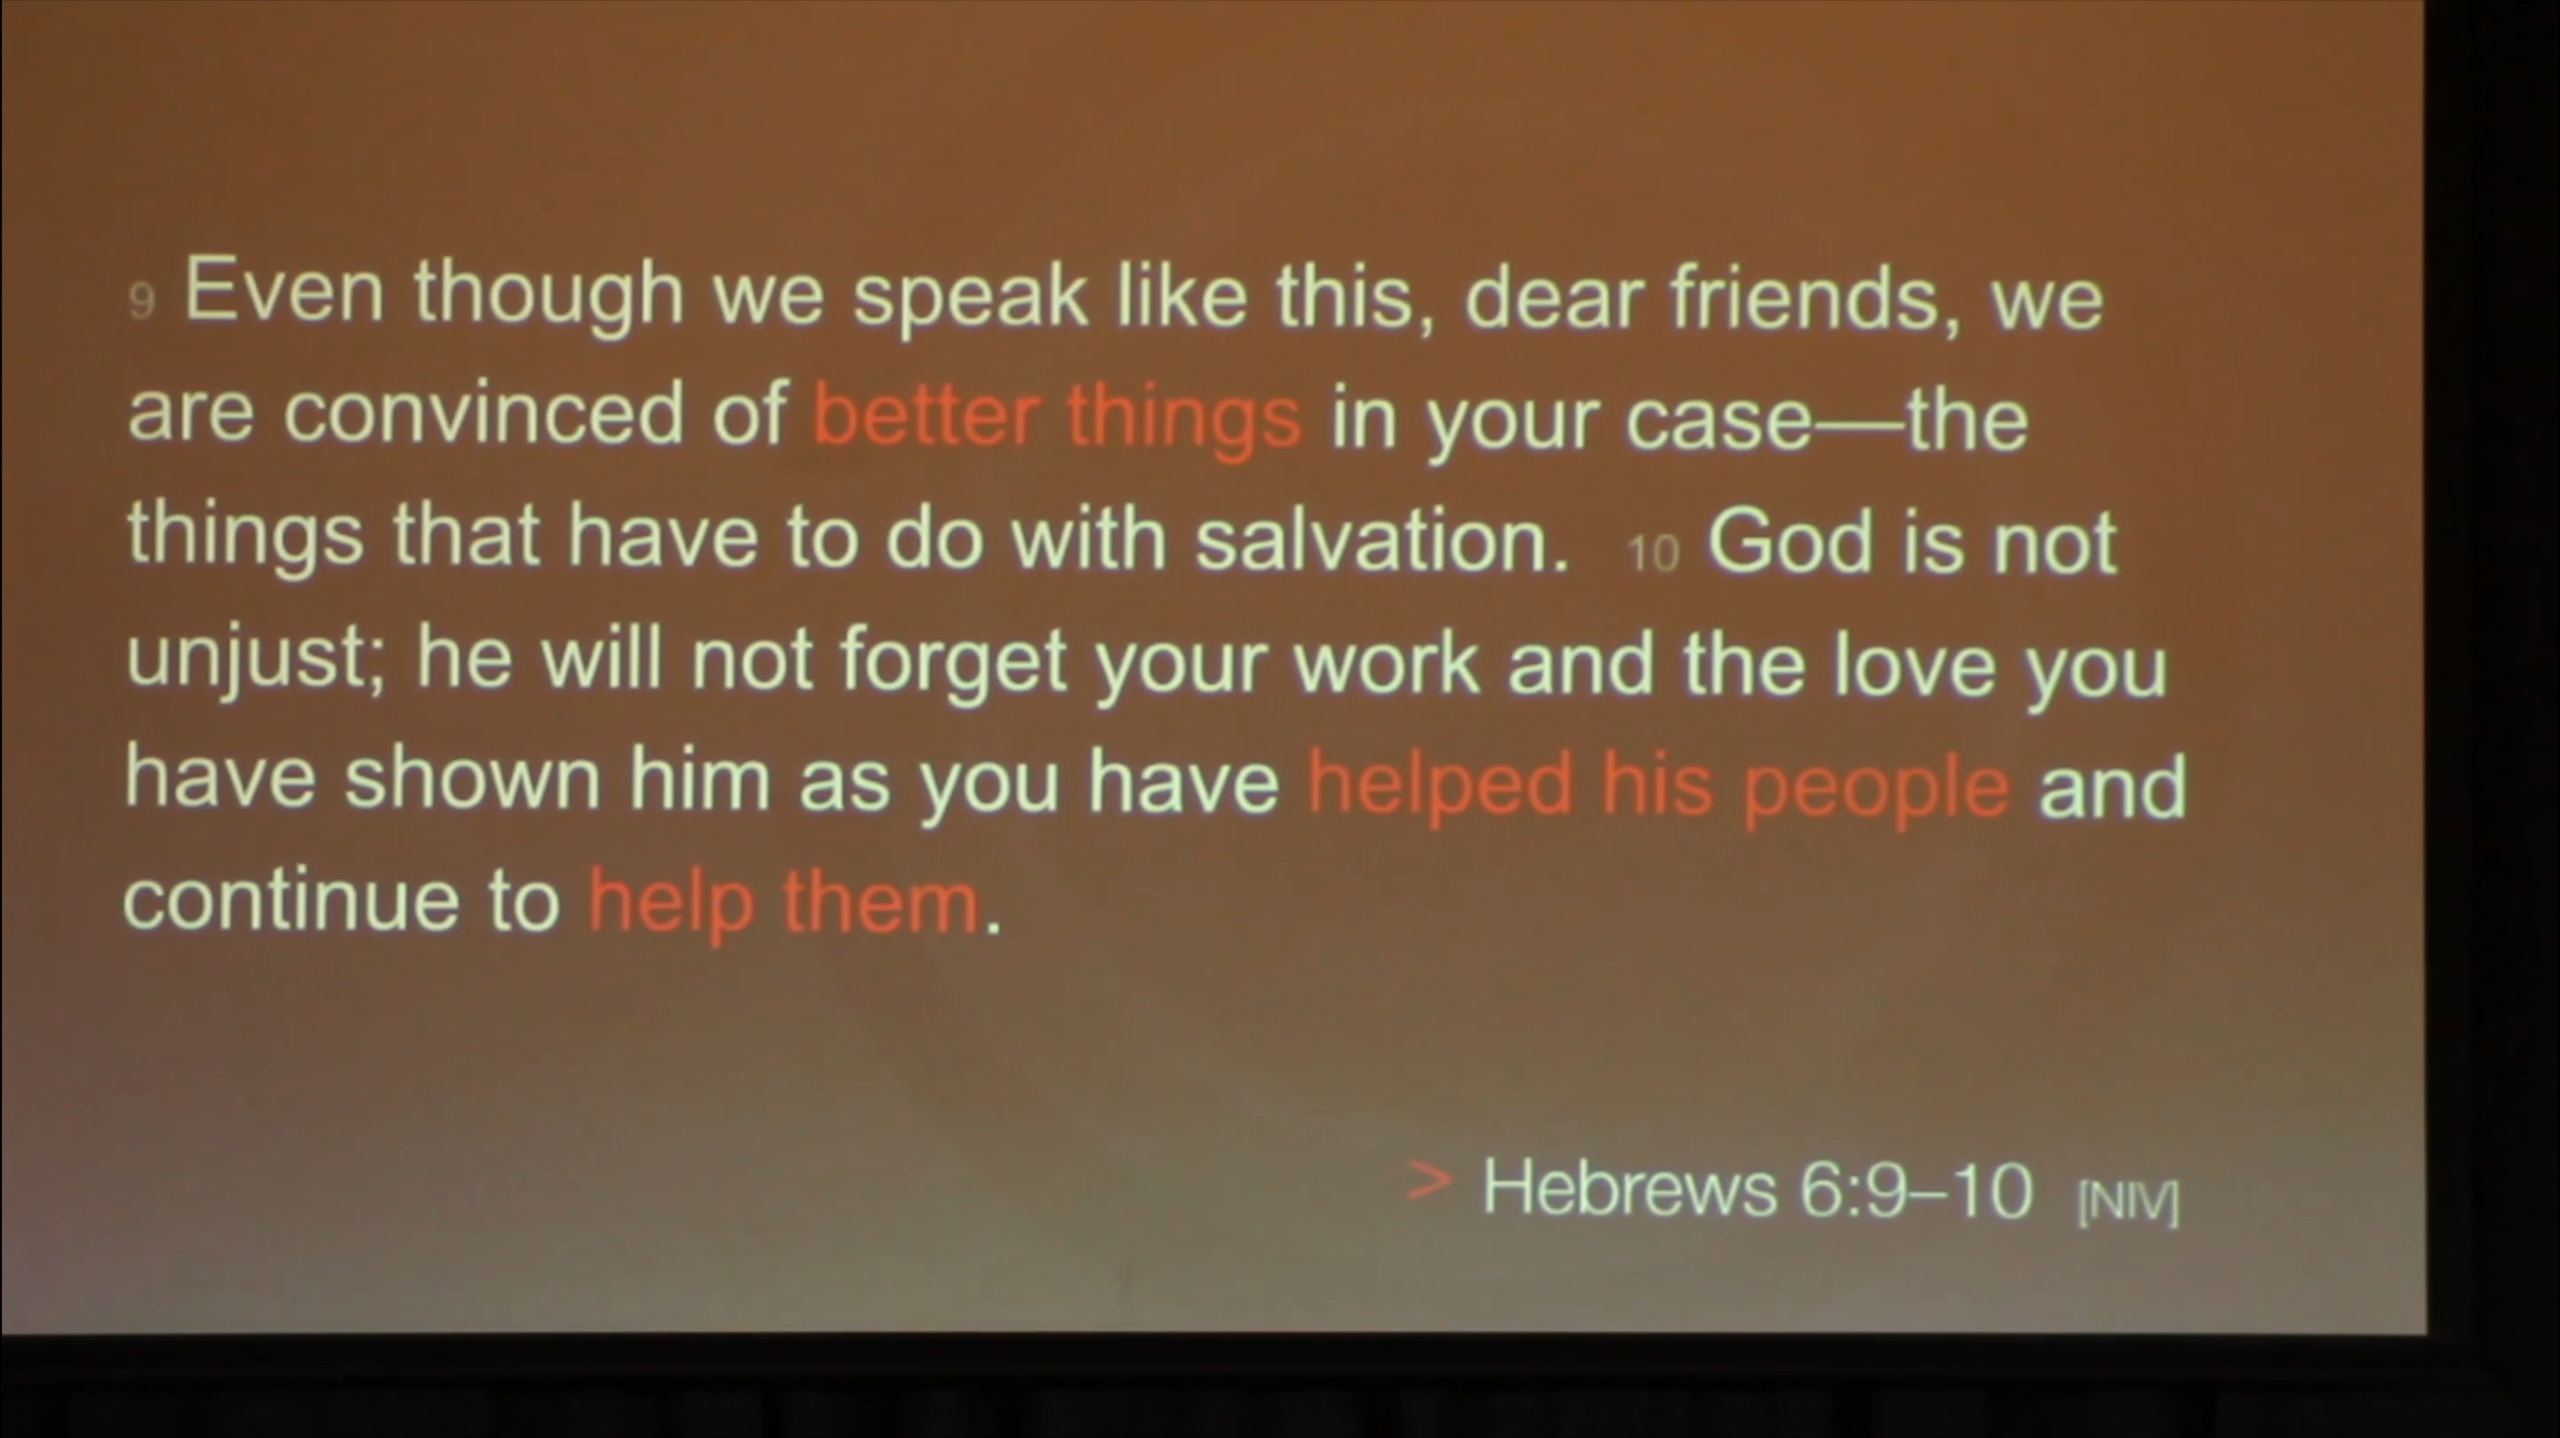 9 Even though we speak like this, dear friends, we
are convinced of better things in your case—the
things that have to do with salvation. 10 God is not
unjust; he will not forget your work and the love you
have shown him as you have helped his people and
continue to help them.
> Hebrews 6:9–10 [NIV]